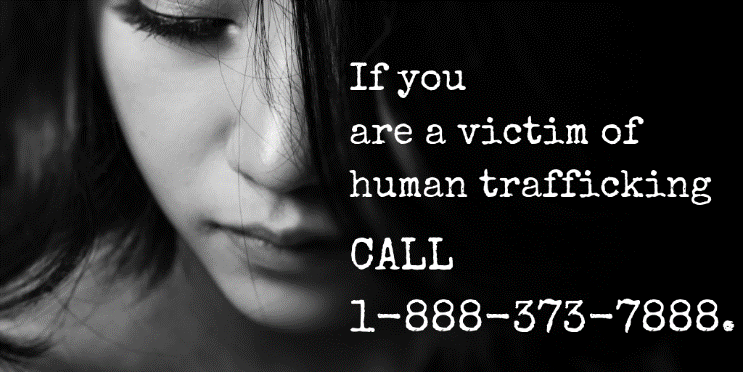 If you
are a victim of
human trafficking
CALL
1-888-373-7888.